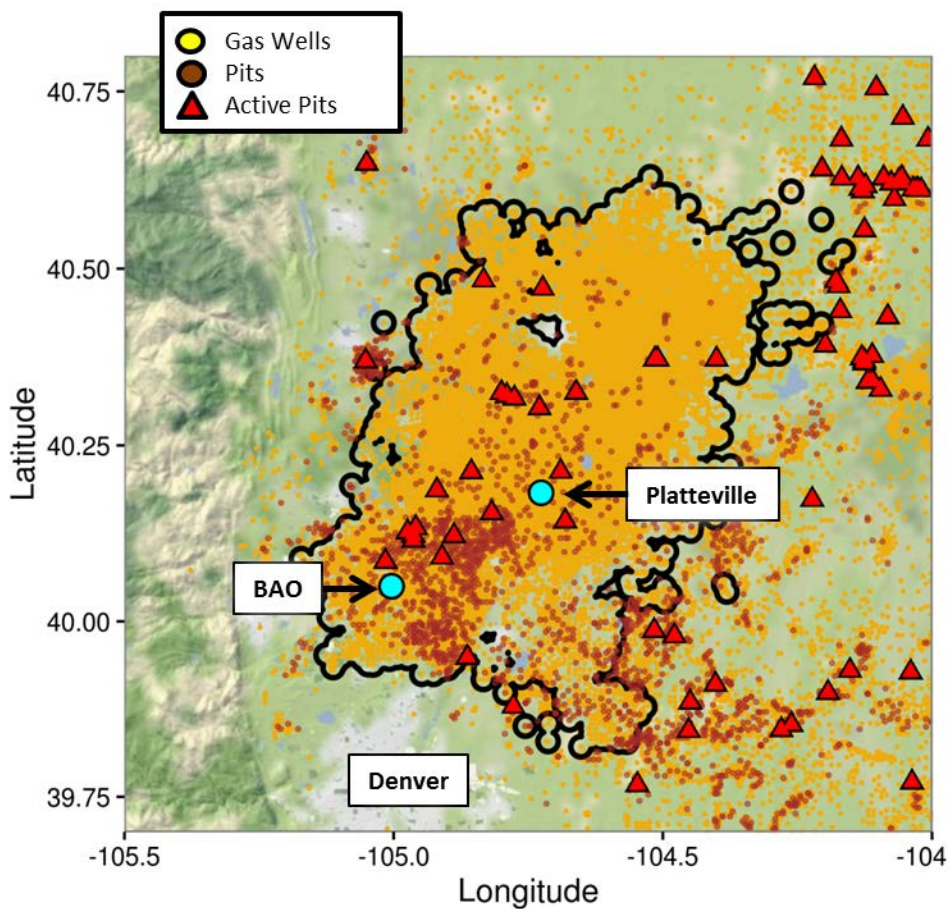 Gas Wells
Pits
Active Pits
40.75
40.50
40.25
40.00
39.75
Latitude
Platteville
BAO
Denver
-105.5
-105.0
-104.5
-104
Longitude